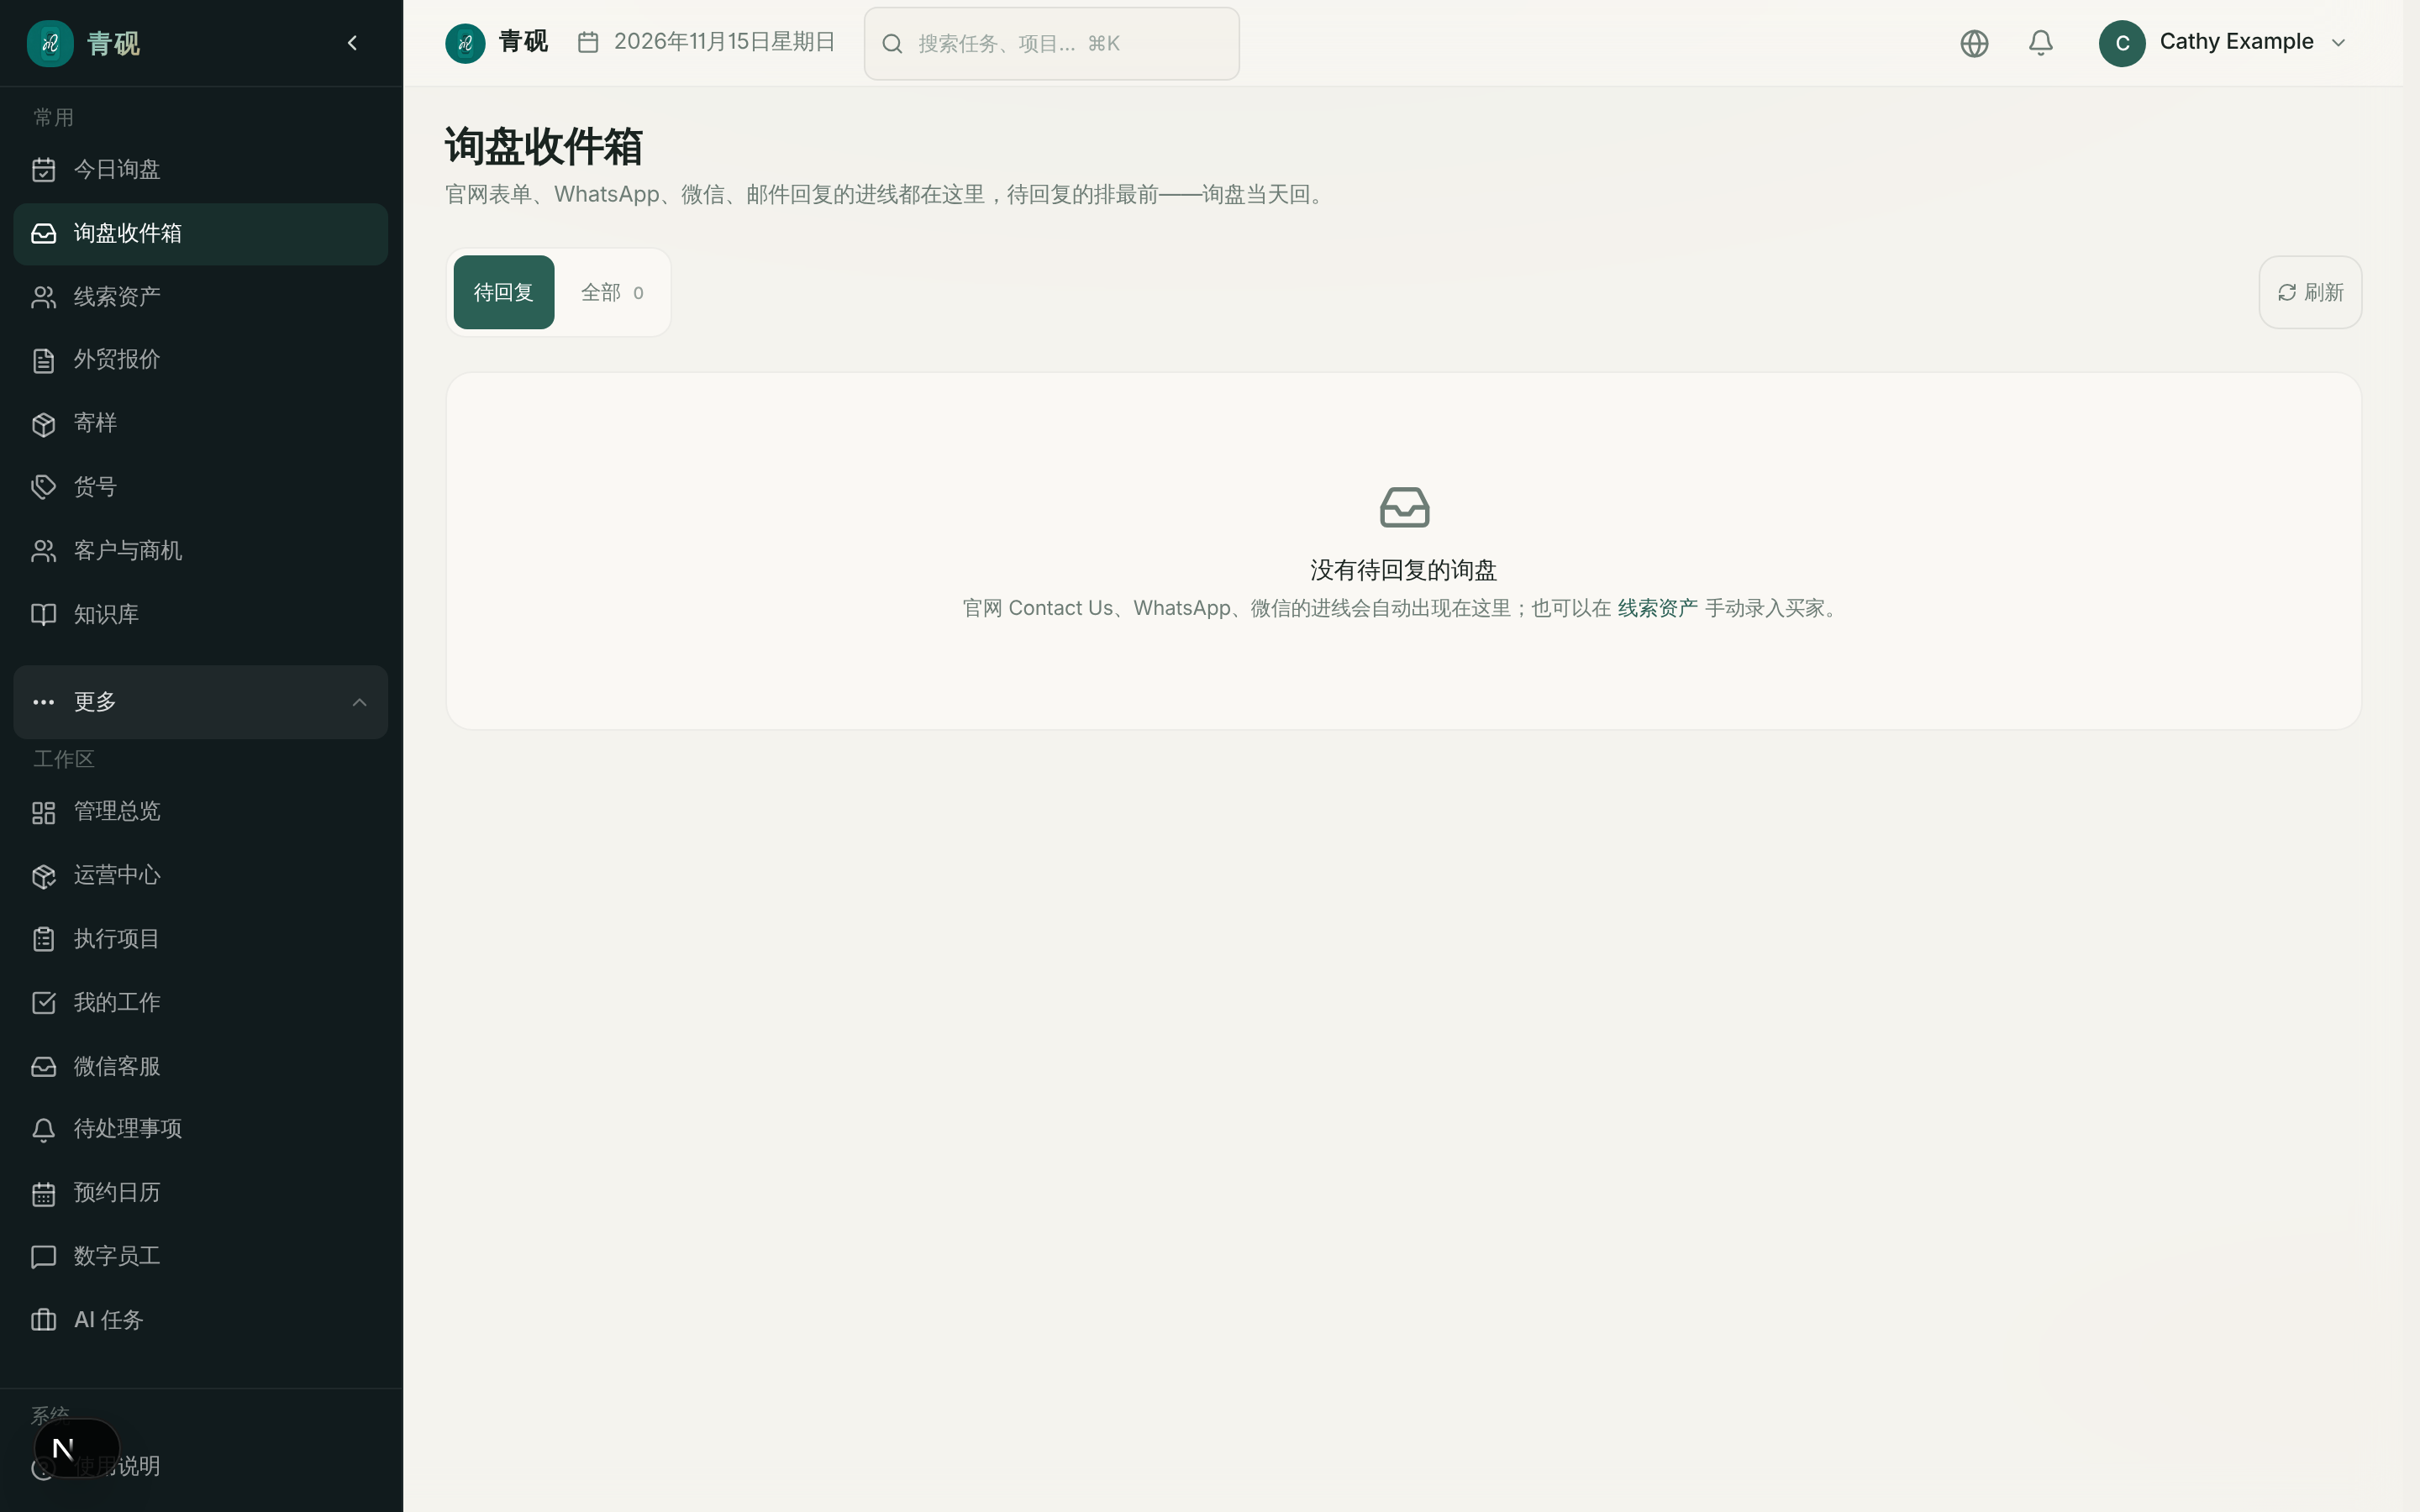 青砚
常用
今日询盘
询盘收件箱
线索资产
外贸报价
寄样
货号
客户与商机
知识库
更多
工作区
管理总览
运营中心
执行项目
我的工作
微信客服
待处理事项
预约日历
数字员工
AI 任务
系统
使用说明
N
青砚 2026年11月15日星期日 搜索任务、项目... ⌘K C Cathy Example
询盘收件箱
官网表单、WhatsApp、微信、邮件回复的进线都在这里，待回复的排最前——询盘当天回。
待回复 全部 0 刷新
没有待回复的询盘
官网 Contact Us、WhatsApp、微信的进线会自动出现在这里；也可以在 线索资产 手动录入买家。